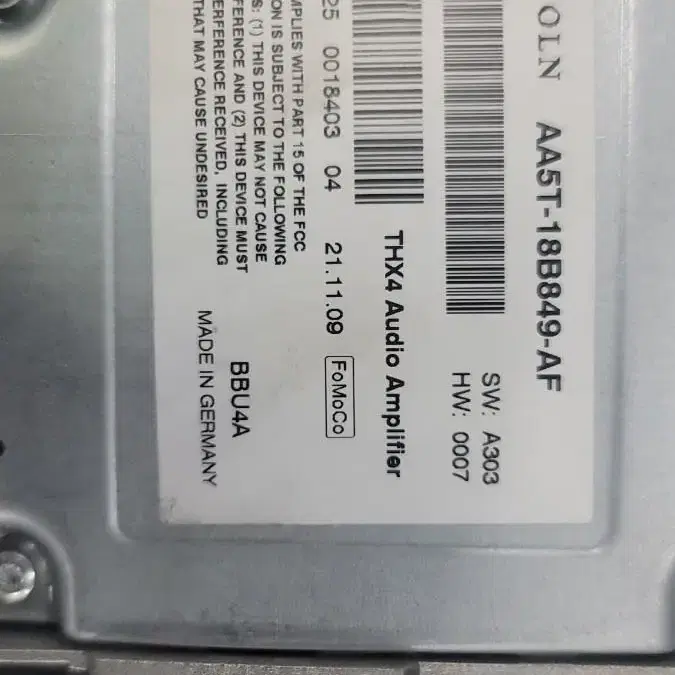 OLN AA5T-18B849-AF
SW: A303
HW: 0007
THX4 Audio Amplifier
25 0018403 04 21.11.09 FoMoCo
MPLIES WITH PART 15 OF THE FCC
ON IS SUBJECT TO THE FOLLOWING
S: (1) THIS DEVICE MAY NOT CAUSE
FERENCE AND (2) THIS DEVICE MUST
ERFERENCE RECEIVED, INCLUDING
THAT MAY CAUSE UNDESIRED
BBU4A
MADE IN GERMANY